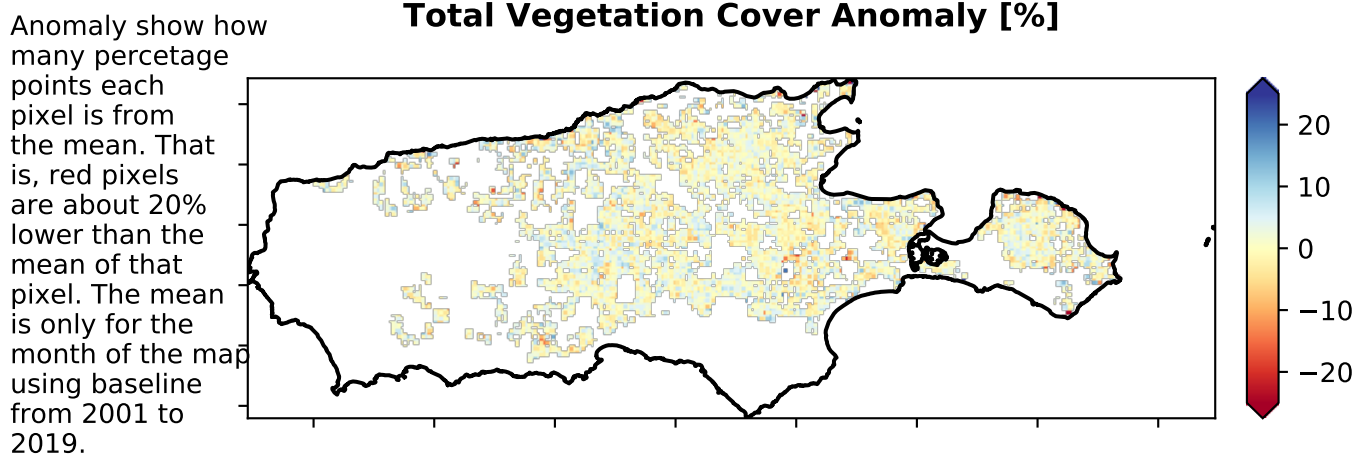 Total Vegetation Cover Anomaly [%]
Anomaly show how
many percetage
points each
pixel is from
the mean. That
is, red pixels
are about 20%
lower than the
mean of that
pixel. The mean
is only for the
month of the map
using baseline
from 2001 to
2019.
20
10
0
−10
−20